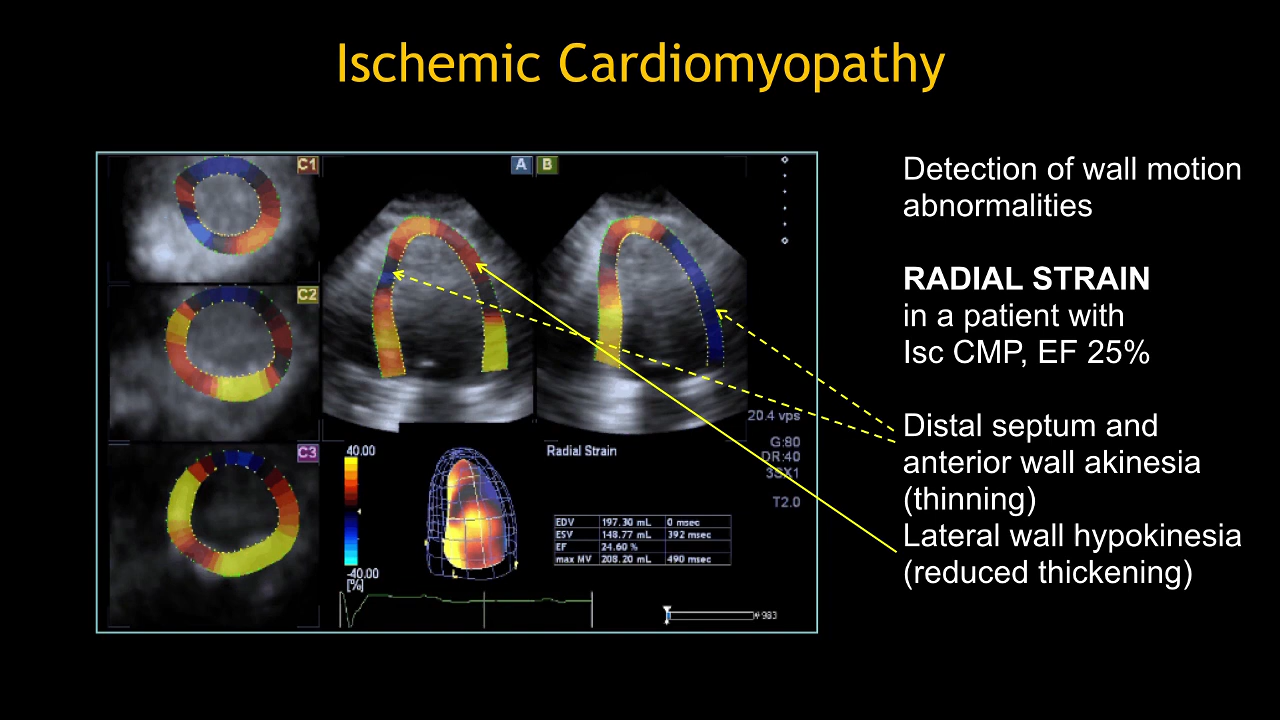 Ischemic Cardiomyopathy
C1
A
B
C2
C3
20.4 vps
G:80
DR:40
3SX1
T2.0
40.00
-40.00
[%]
Radial Strain
EDV 197.30 mL 0 msec
ESV 148.77 mL 392 msec
EF 24.60 %
max MV 208.20 mL 490 msec
983
Detection of wall motion
abnormalities
RADIAL STRAIN
in a patient with
Isc CMP, EF 25%
Distal septum and
anterior wall akinesia
(thinning)
Lateral wall hypokinesia
(reduced thickening)